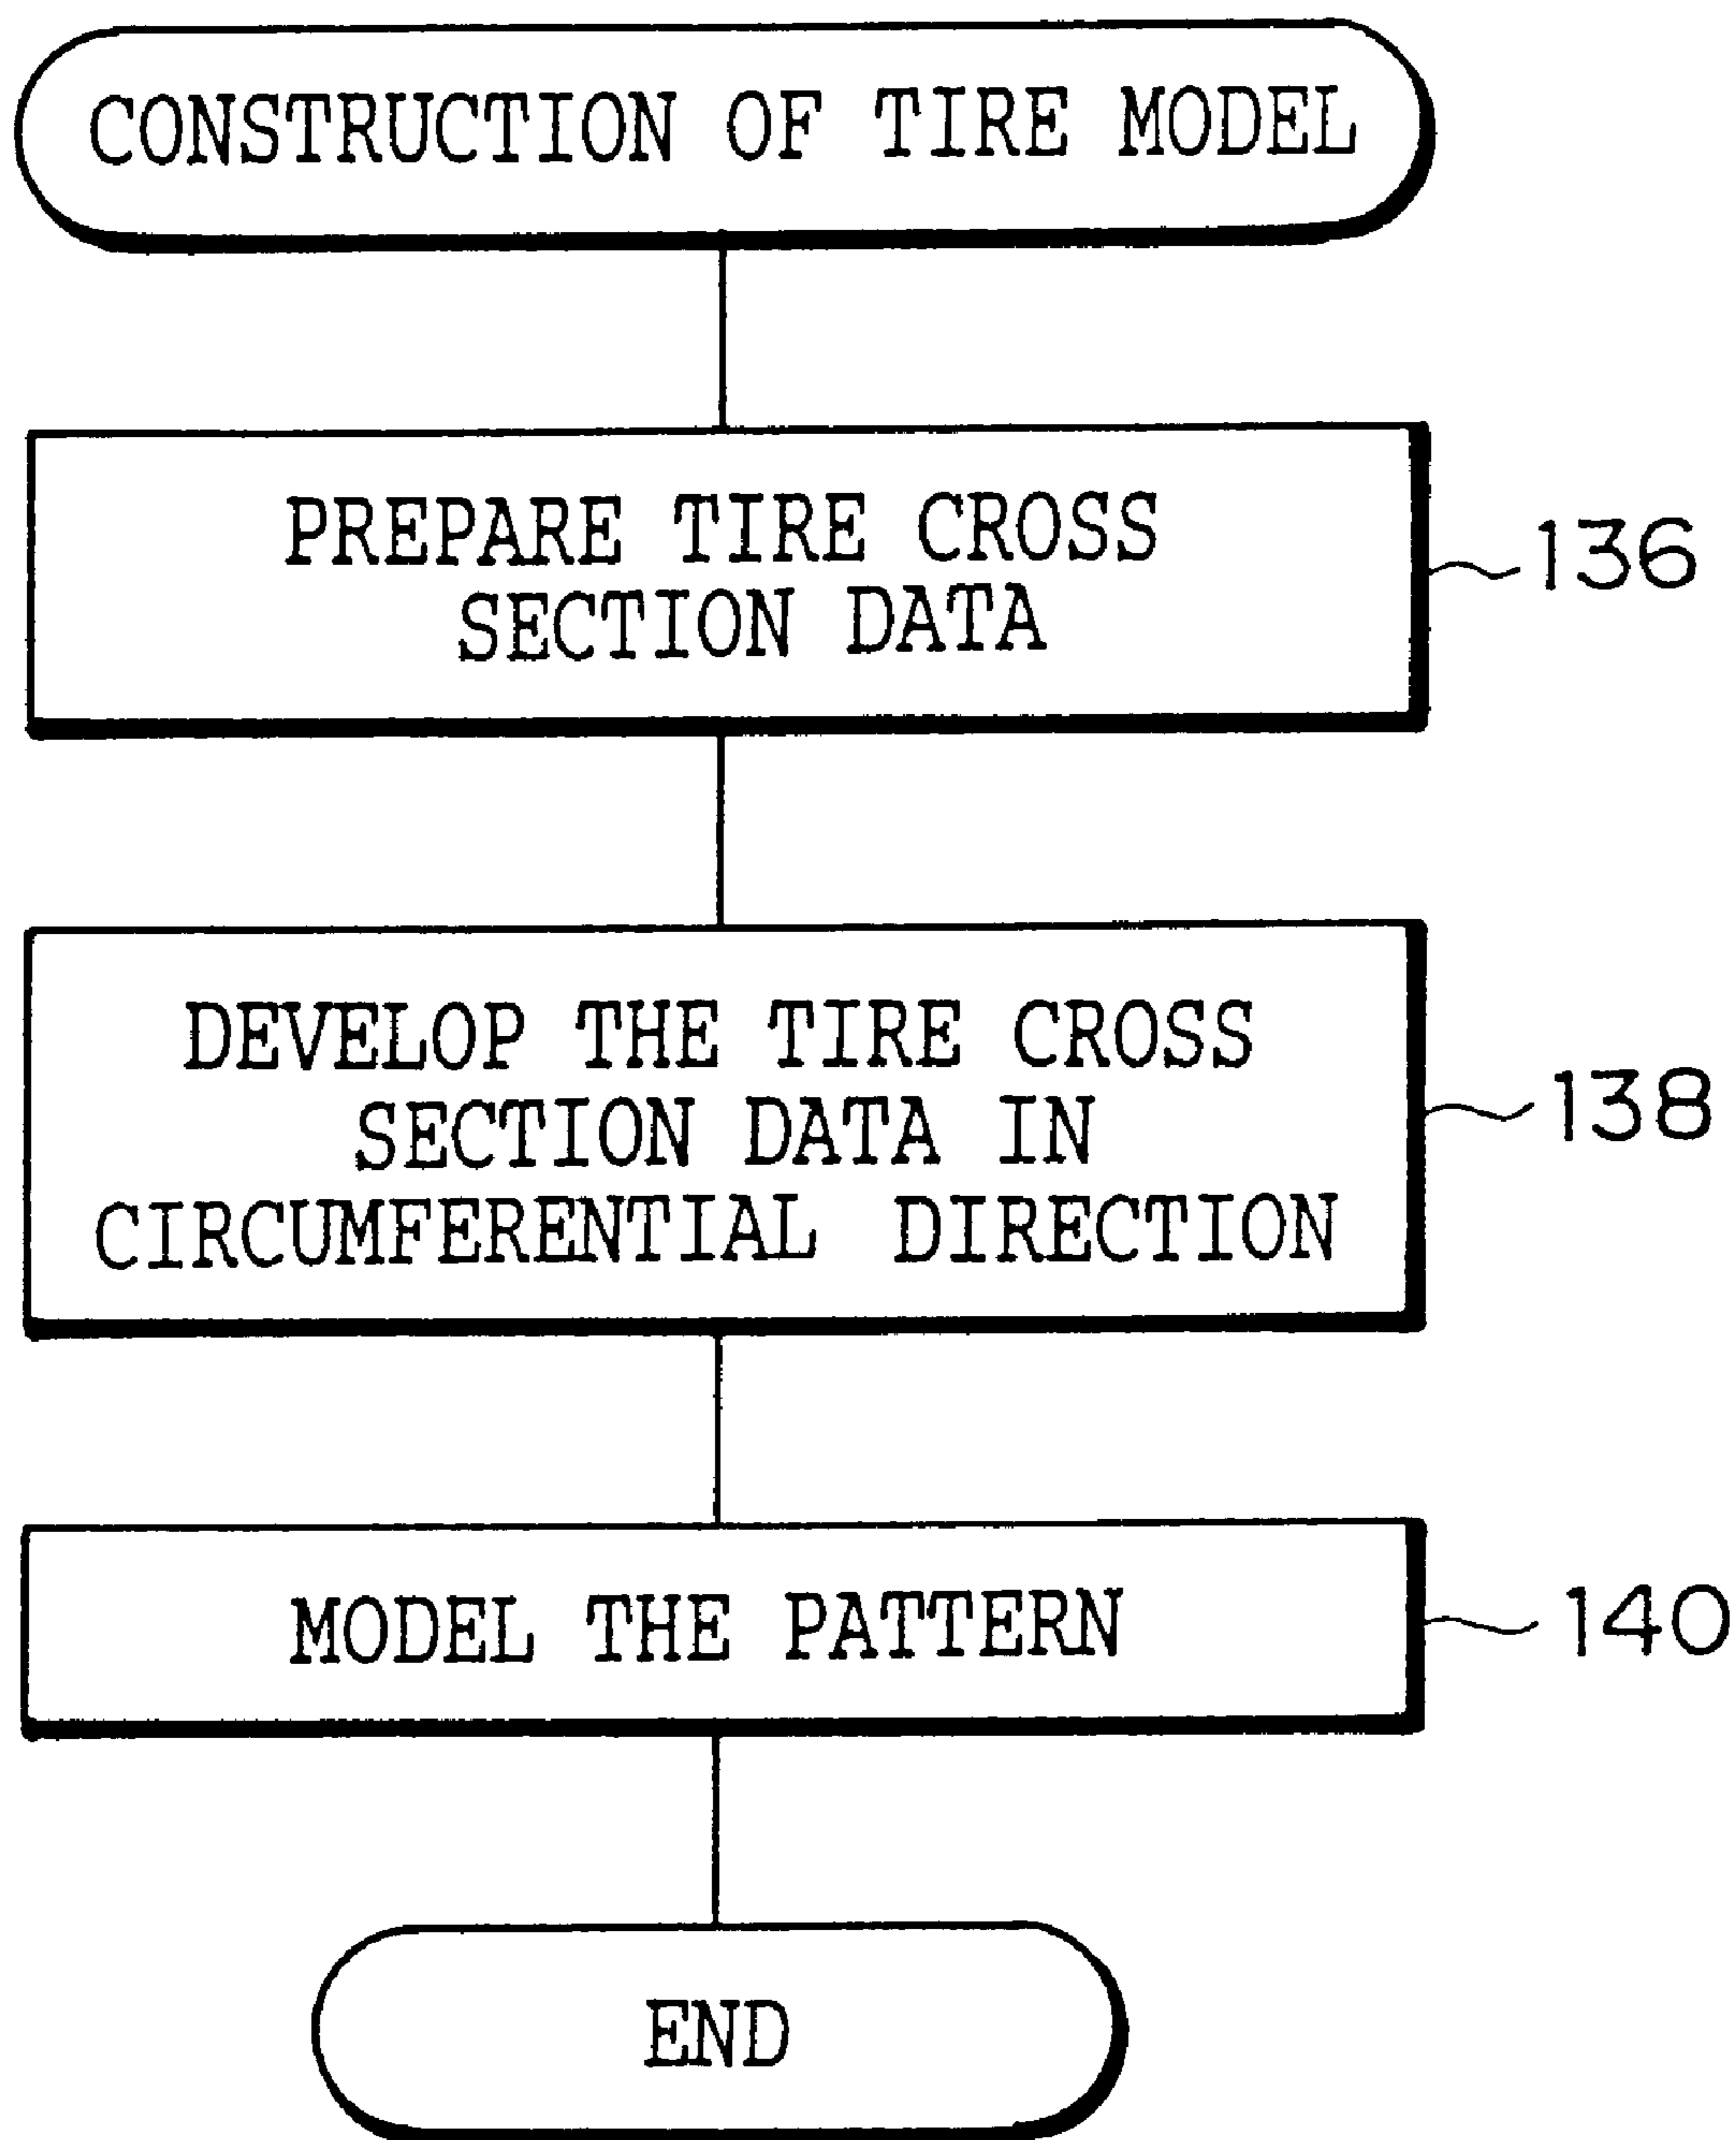 CONSTRUCTION OF TIRE MODEL
PREPARE TIRE CROSS
SECTION DATA
136
DEVELOP THE TIRE CROSS
SECTION DATA IN
CIRCUMFERENTIAL DIRECTION
138
MODEL THE PATTERN
140
END